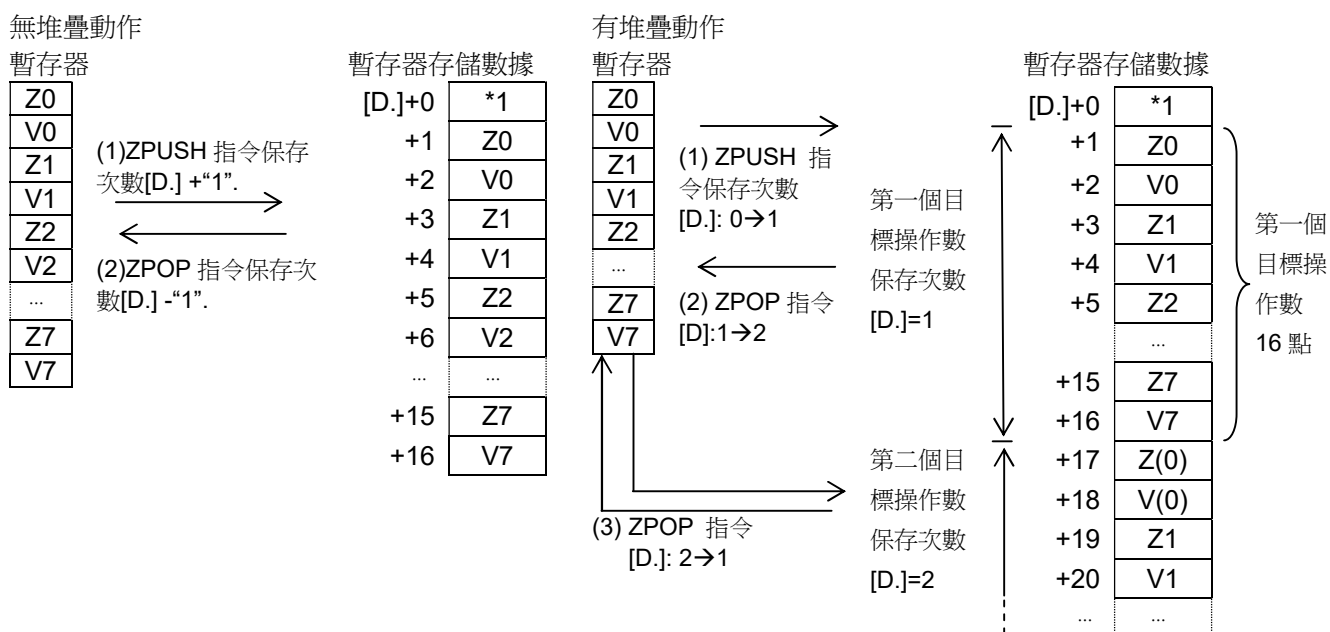 無堆疊動作
暫存器
Z0
V0
Z1
V1
Z2
V2
...
Z7
V7
(1)ZPUSH 指令保存
次數[D.] +“1”.
(2)ZPOP 指令保存次
數[D.] -“1”.
暫存器存儲數據
[D.]+0 *1
+1 Z0
+2 V0
+3 Z1
+4 V1
+5 Z2
+6 V2
... ...
+15 Z7
+16 V7
有堆疊動作
暫存器
Z0
V0
Z1
V1
Z2
...
Z7
V7
(1) ZPUSH 指
令保存次數
[D.]: 0→1
(2) ZPOP 指令
[D]:1→2
(3) ZPOP 指令
[D.]: 2→1
第一個目
標操作數
保存次數
[D.]=1
第二個目
標操作數
保存次數
[D.]=2
暫存器存儲數據
[D.]+0 *1
+1 Z0
+2 V0
+3 Z1
+4 V1
+5 Z2
...
+15 Z7
+16 V7
+17 Z(0)
+18 V(0)
+19 Z1
+20 V1
... ...
第一個
目標操
作數
16 點